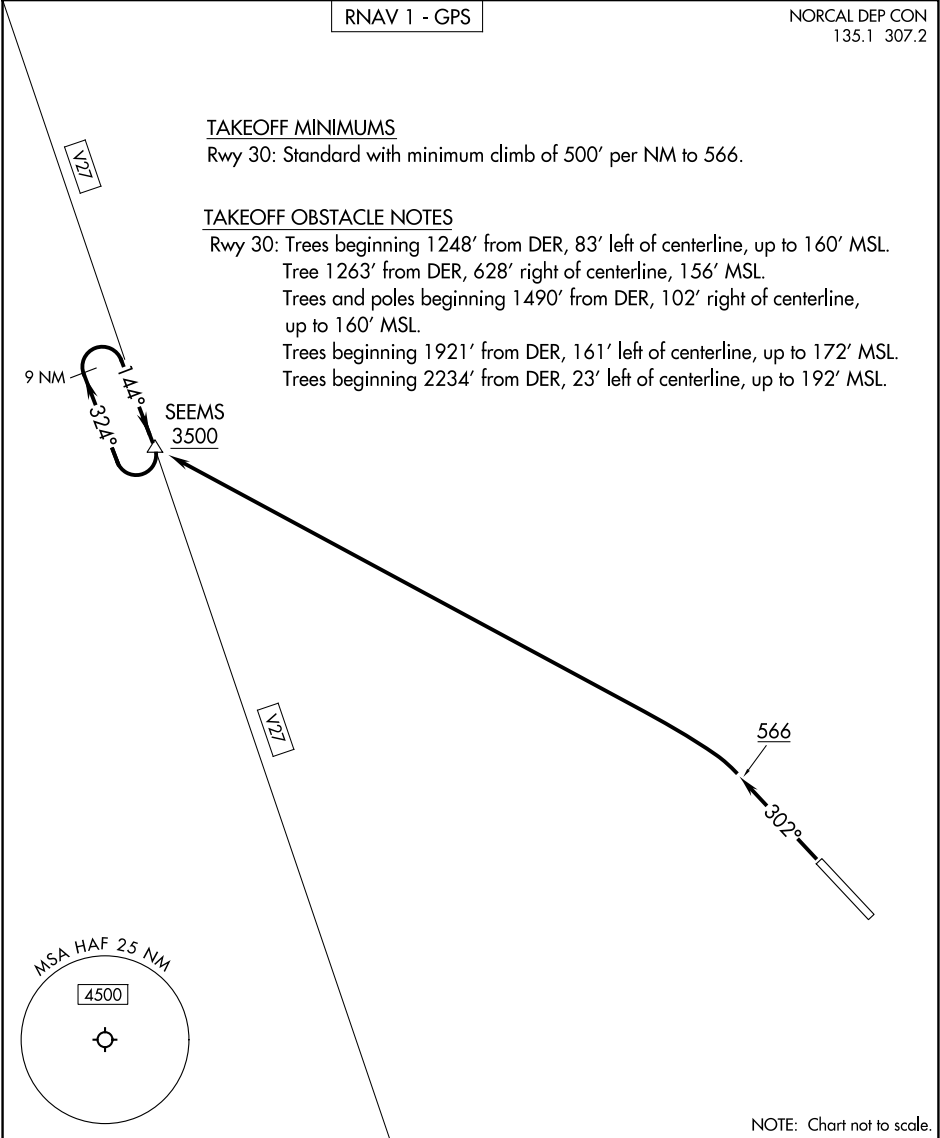 RNAV 1 - GPS
NORCAL DEP CON
135.1 307.2
TAKEOFF MINIMUMS
Rwy 30: Standard with minimum climb of 500' per NM to 566.
TAKEOFF OBSTACLE NOTES
Rwy 30: Trees beginning 1248' from DER, 83' left of centerline, up to 160' MSL.
Tree 1263' from DER, 628' right of centerline, 156' MSL.
Trees and poles beginning 1490' from DER, 102' right of centerline,
up to 160' MSL.
Trees beginning 1921' from DER, 161' left of centerline, up to 172' MSL.
Trees beginning 2234' from DER, 23' left of centerline, up to 192' MSL.
V27
9 NM
144°
324°
SEEMS
3500
V27
566
302°
MSA HAF 25 NM
4500
NOTE: Chart not to scale.